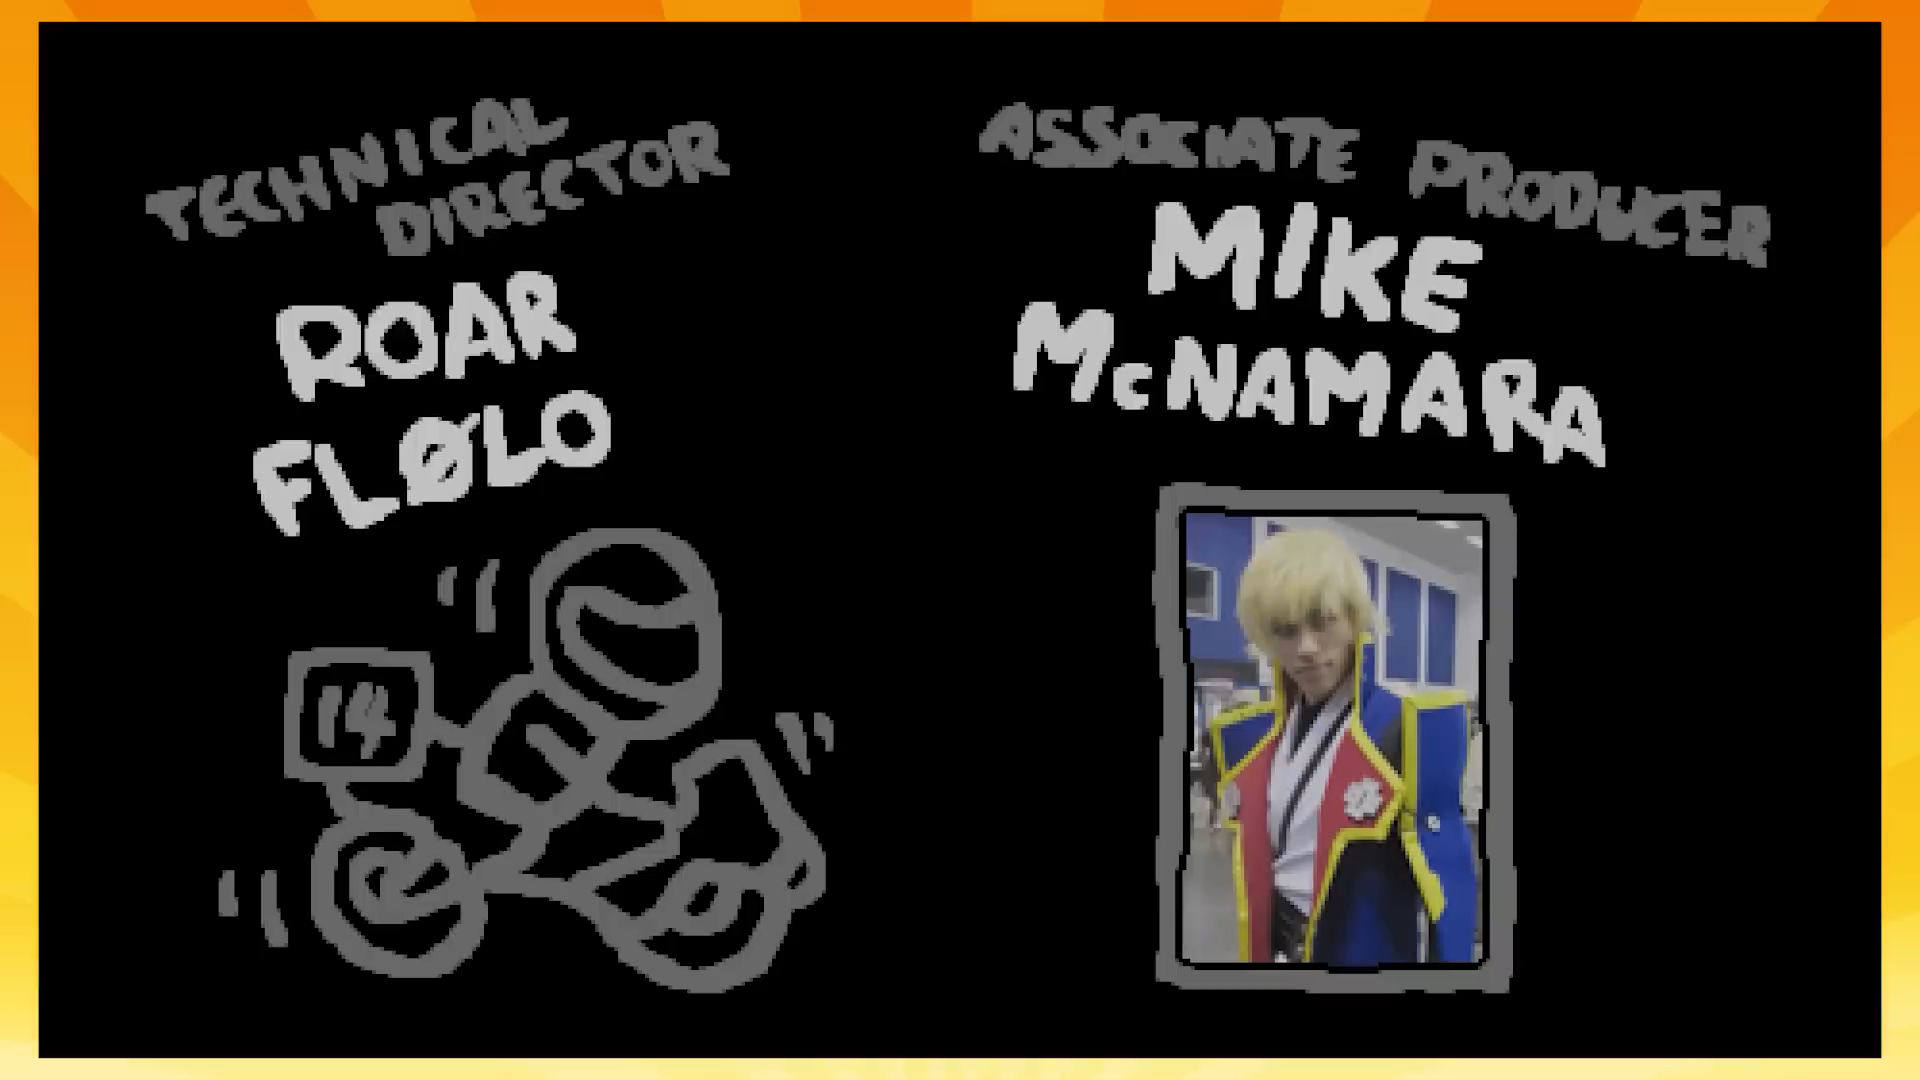 TECHNICAL
DIRECTOR
ROAR
FLØLO
14
ASSOCIATE PRODUCER
MIKE
McNAMARA